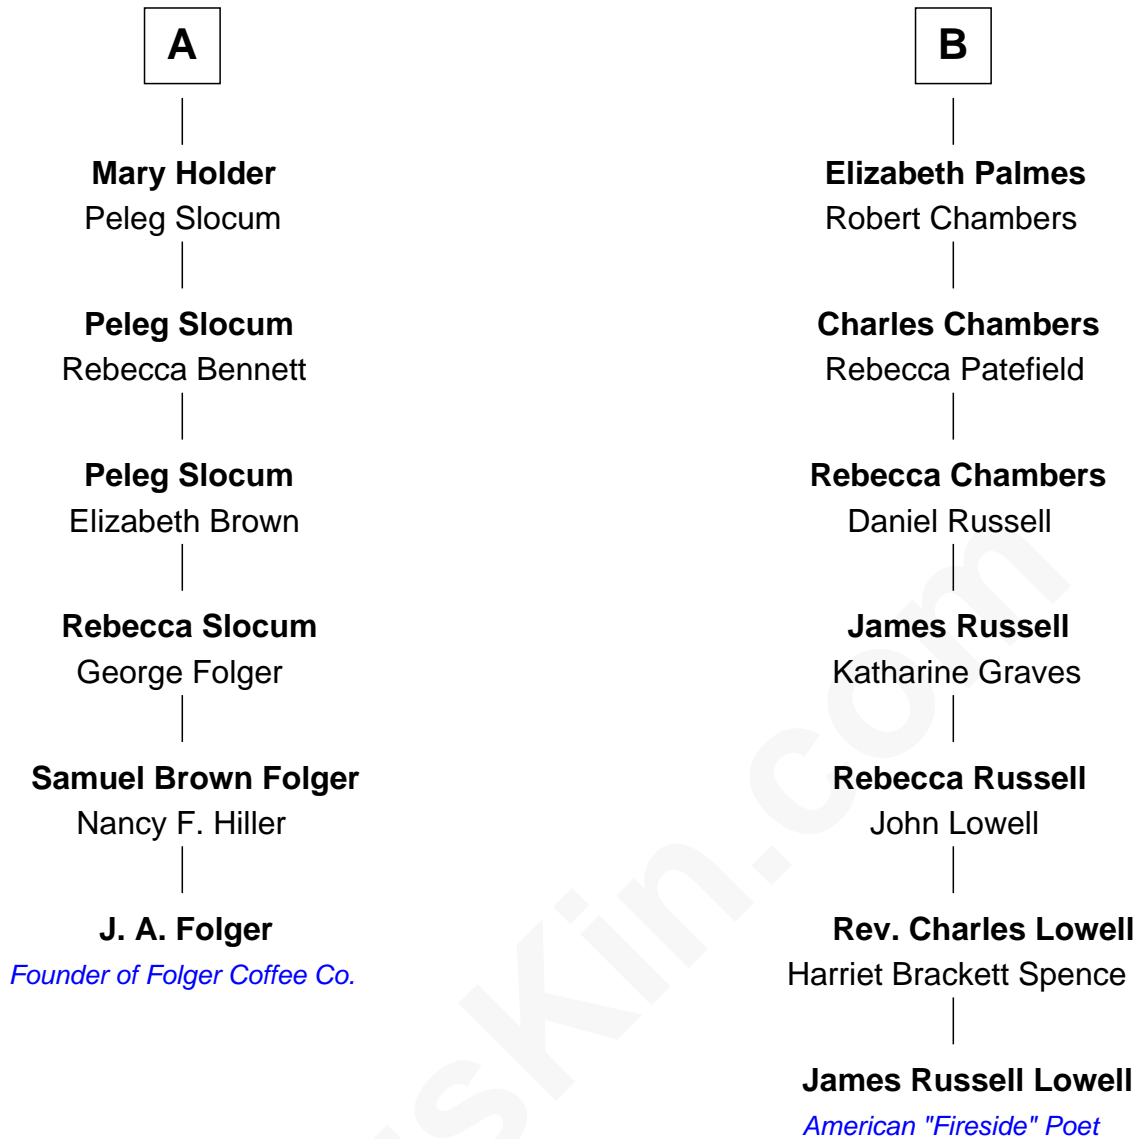 A
Mary Holder
Peleg Slocum
Peleg Slocum
Rebecca Bennett
Peleg Slocum
Elizabeth Brown
Rebecca Slocum
George Folger
Samuel Brown Folger
Nancy F. Hiller
J. A. Folger
Founder of Folger Coffee Co.
B
Elizabeth Palmes
Robert Chambers
Charles Chambers
Rebecca Patefield
Rebecca Chambers
Daniel Russell
James Russell
Katharine Graves
Rebecca Russell
John Lowell
Rev. Charles Lowell
Harriet Brackett Spence
James Russell Lowell
American "Fireside" Poet
sKin.com